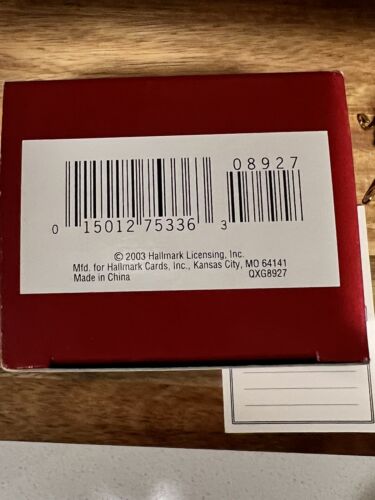 08927
0 15012 75336 3
© 2003 Hallmark Licensing, Inc.
Mfd. for Hallmark Cards, Inc., Kansas City, MO 64141
Made in China QXG8927